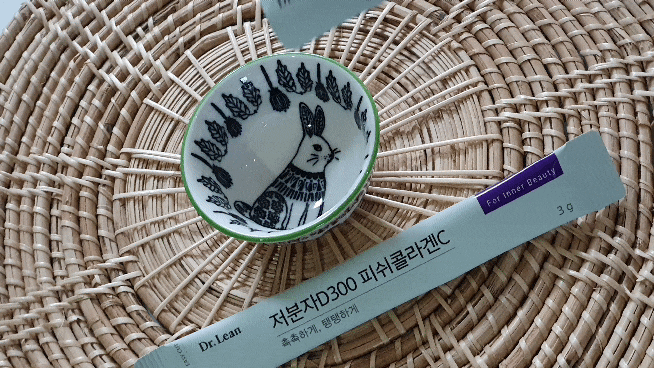 For Inner Beauty
3g
저분자D300 피쉬콜라겐C
촉촉하게, 탱탱하게
Dr.Lean